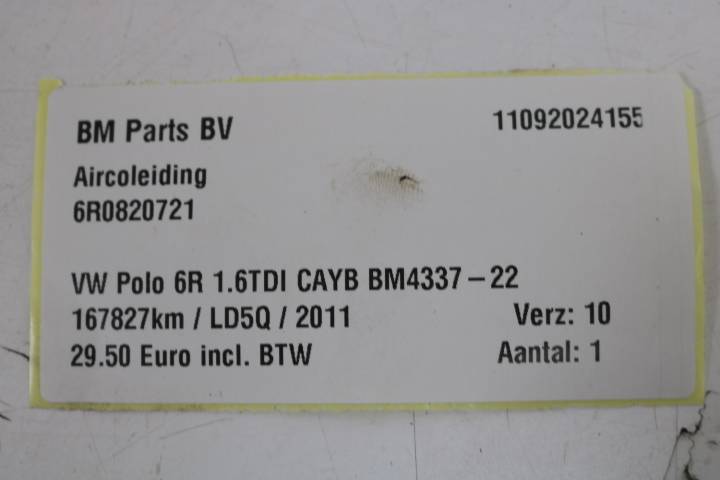 BM Parts BV 11092024155
Aircoleiding
6R0820721
VW Polo 6R 1.6TDI CAYB BM4337-22
167827km / LD5Q / 2011 Verz: 10
29.50 Euro incl. BTW Aantal: 1